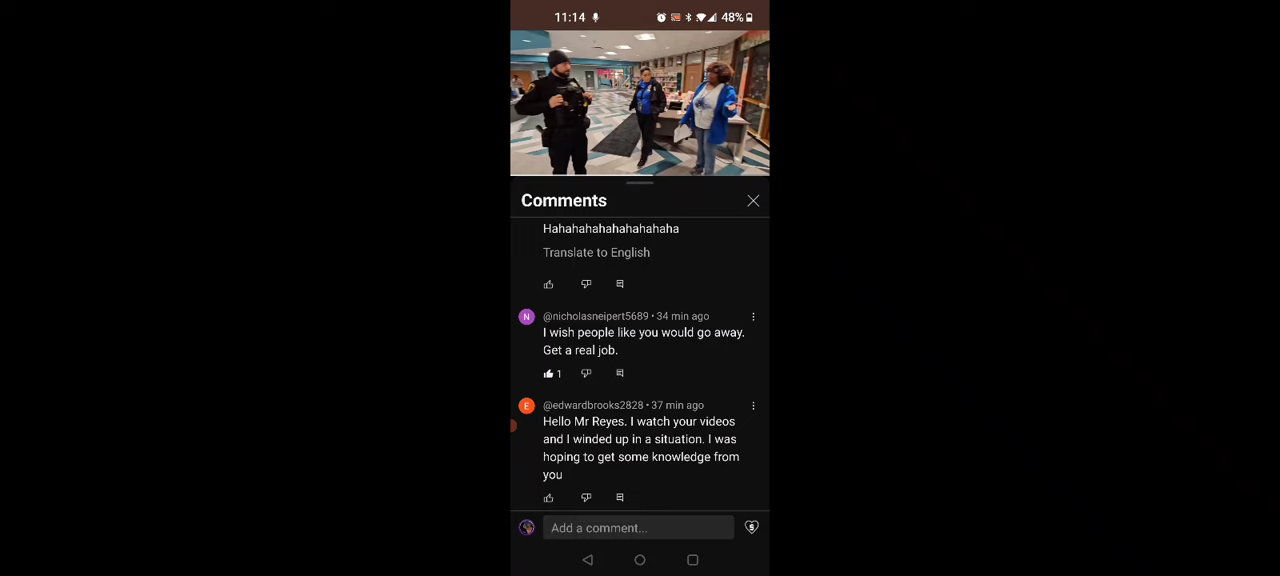 11:14
48%
Comments
Hahahahahahahahaha
Translate to English
@nicholasneipert5689 • 34 min ago
I wish people like you would go away.
Get a real job.
1
@edwardbrooks2828 • 37 min ago
Hello Mr Reyes. I watch your videos
and I winded up in a situation. I was
hoping to get some knowledge from
you
Add a comment...